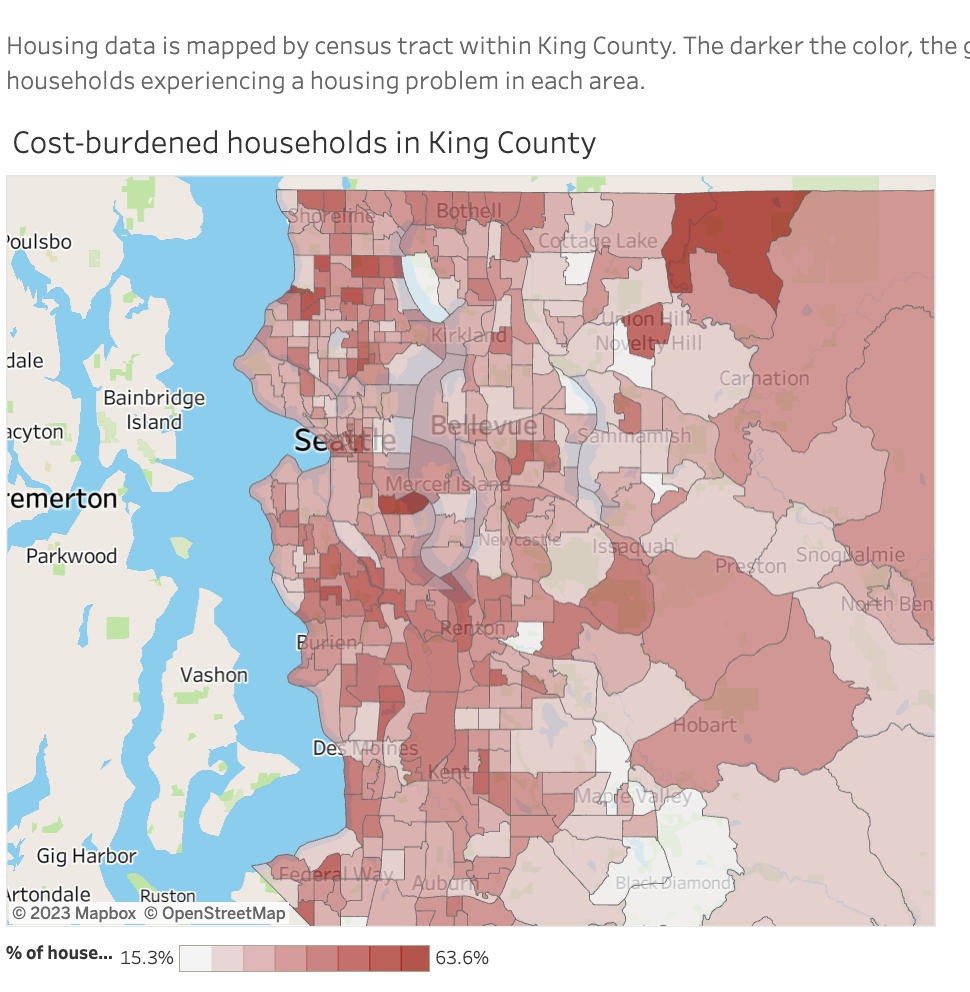 Housing data is mapped by census tract within King County. The darker the color, the
households experiencing a housing problem in each area.
Cost-burdened households in King County
Shoreline
Bothell
Poulsbo
Cottage Lake
Union Hill-
Novelty Hill
Kirkland
dale
Carnation
Bainbridge
Island
acyton
Bellevue
Seattle
Sammamish
Mercer Island
remerton
Newcastle
Issaquah
Parkwood
Snoqualmie
Preston
North Ben
Renton
Burien
Vashon
Hobart
Des Moines
Kent
Maple Valley
Gig Harbor
Federal Way
Auburn
Black Diamond
Artondale
Ruston
© 2023 Mapbox © OpenStreetMap
% of house... 15.3% 63.6%